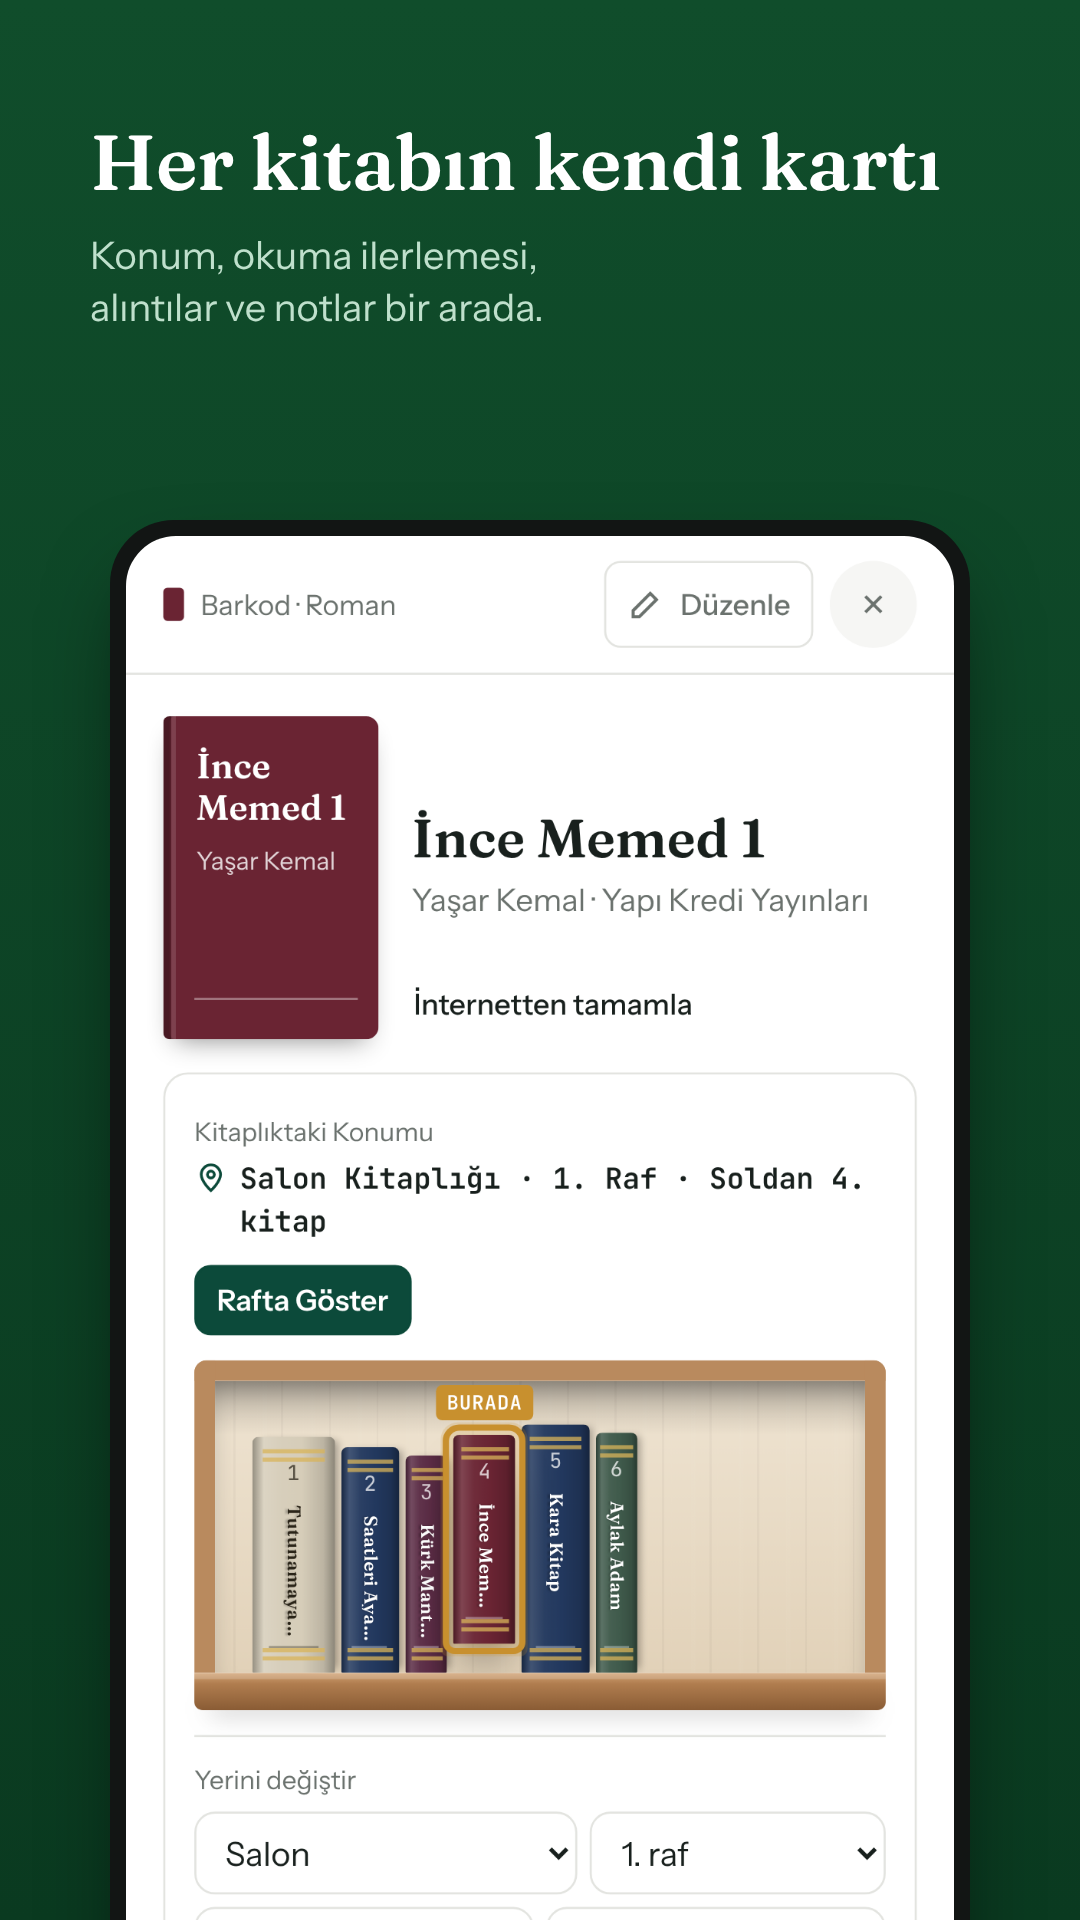 Her kitabın kendi kartı
Konum, okuma ilerlemesi,
alıntılar ve notlar bir arada.
Barkod · Roman
Düzenle
×
İnce
Memed 1
Yaşar Kemal
İnce Memed 1
Yaşar Kemal · Yapı Kredi Yayınları
İnternetten tamamla
Kitaplıktaki Konumu
Salon Kitaplığı · 1. Raf · Soldan 4.
kitap
Rafta Göster
BURADA
1
Tutunamaya...
2
Saatleri Aya...
3
Kürk Mant...
4
İnce Mem...
5
Kara Kitap
6
Aylak Adam
Yerini değiştir
Salon
1. raf